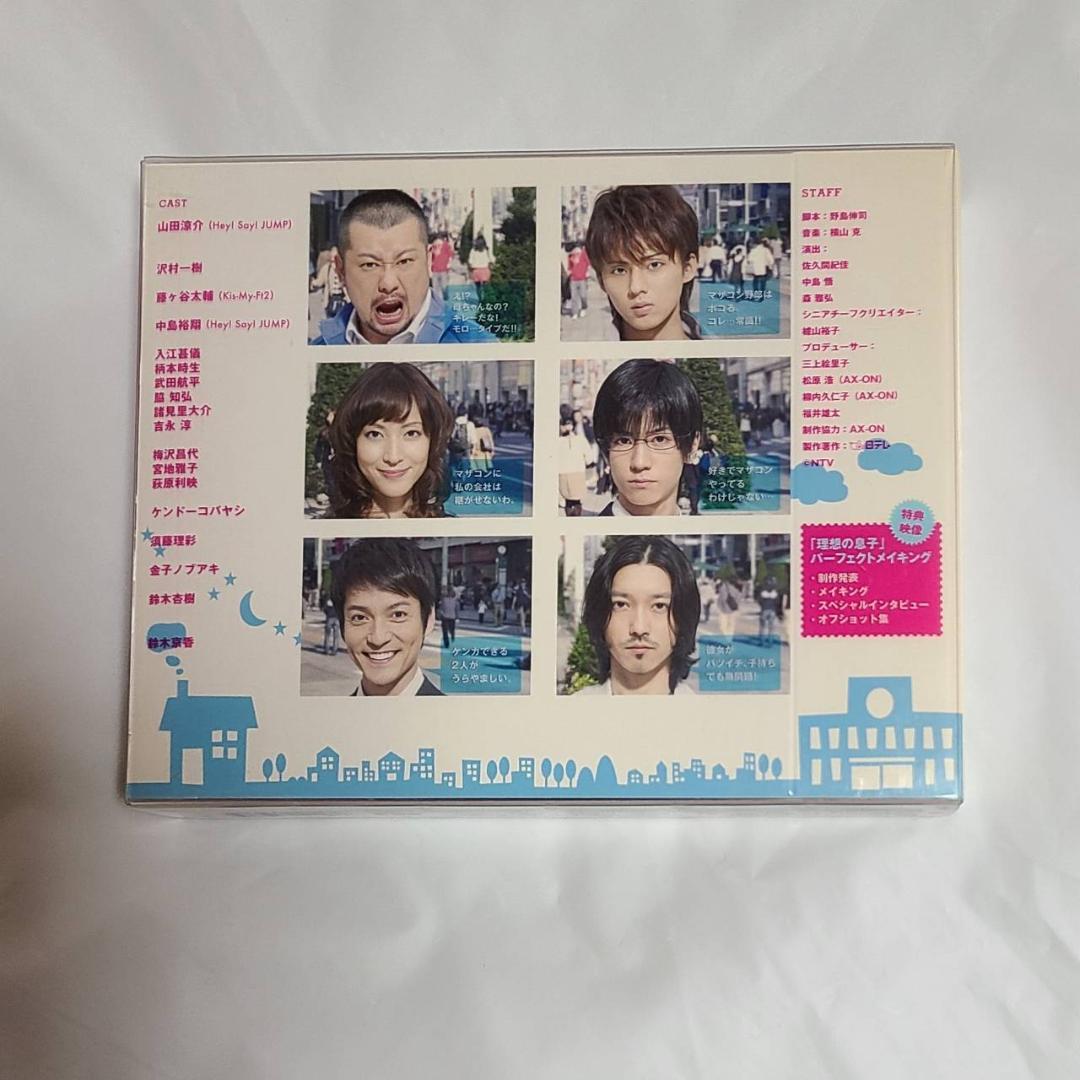 CAST
山田涼介 (Hey! Say! JUMP)
沢村一樹
藤ヶ谷太輔 (Kis-My-Ft2)
中島裕翔 (Hey! Say! JUMP)
入江甚儀
柄本時生
武田航平
脇 知弘
諸見里大介
吉永 淳
梅沢昌代
宮地雅子
萩原利映
ケンドーコバヤシ
須藤理彩
金子ノブアキ
鈴木杏樹
鈴木京香
え!?
母ちゃんなの?
キレーだな!
モロータイプだ!!
マザコン野郎は
ボコる、
コレ…常識!!
マザコンに
私の会社は
継がせないわ。
好きでマザコン
やってる
わけじゃない…
ケンカできる
2人が
うらやましい。
彼女が
バツイチ、子持ち
でも無問題!
STAFF
脚本:野島伸司
音楽:横山 克
演出:
佐久間紀佳
中島 悟
森 雅弘
シニアチーフクリエイター:
櫨山裕子
プロデューサー:
三上絵里子
松原 浩 (AX-ON)
柳内久仁子 (AX-ON)
福井雄太
制作協力:AX-ON
製作著作:日テレ
©NTV
特典
映像
「理想の息子」
パーフェクトメイキング
・制作発表
・メイキング
・スペシャルインタビュー
・オフショット集